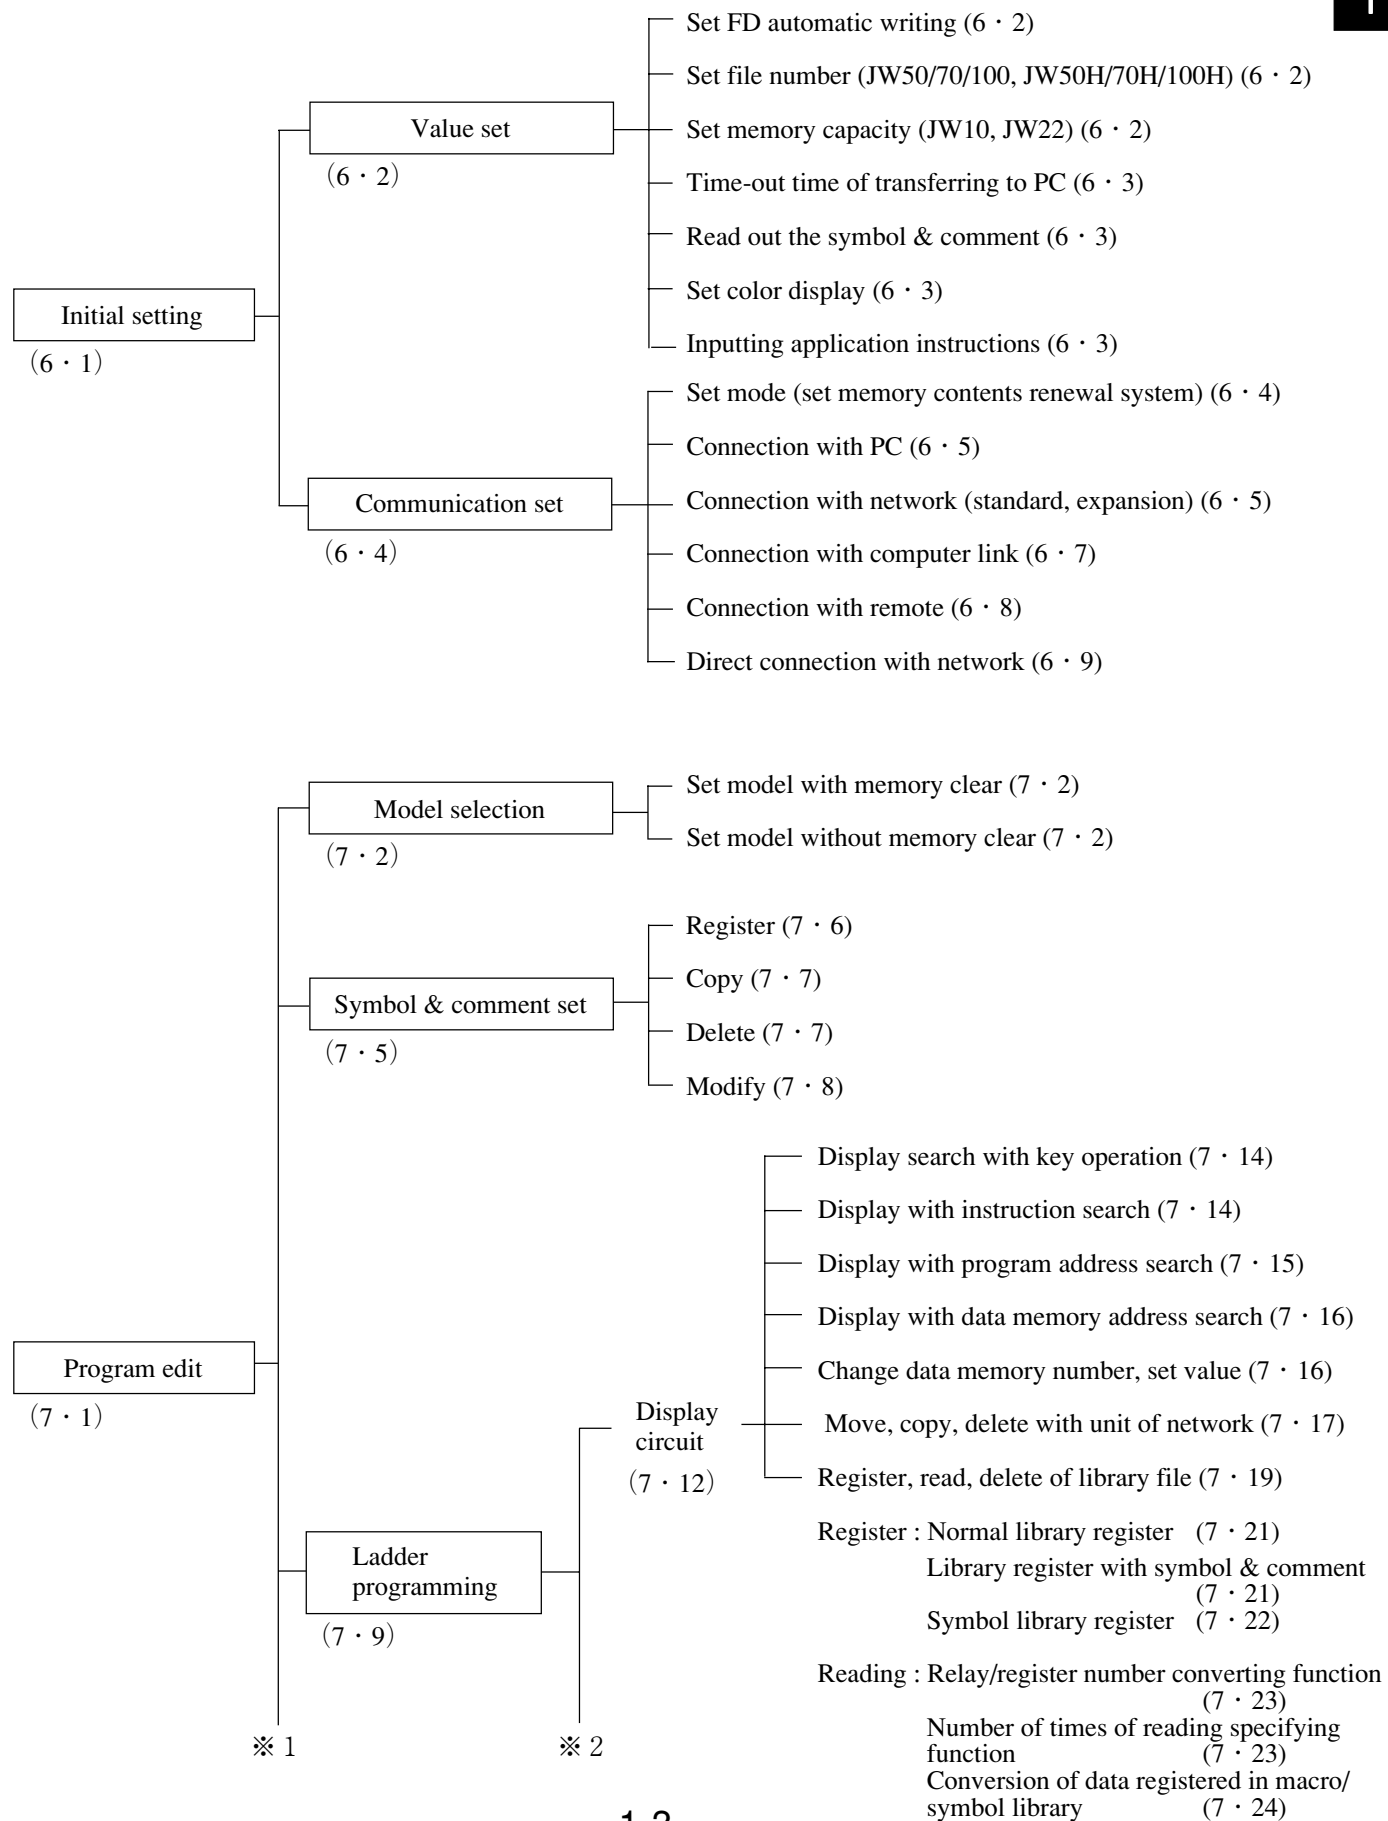 Set FD automatic writing (6・2)
Set file number (JW50/70/100, JW50H/70H/100H) (6・2)
Value set
(6・2)
Set memory capacity (JW10, JW22) (6・2)
Time-out time of transferring to PC (6・3)
Read out the symbol & comment (6・3)
Set color display (6・3)
Inputting application instructions (6・3)
Initial setting
(6・1)
Set mode (set memory contents renewal system) (6・4)
Connection with PC (6・5)
Communication set
(6・4)
Connection with network (standard, expansion) (6・5)
Connection with computer link (6・7)
Connection with remote (6・8)
Direct connection with network (6・9)
Model selection
(7・2)
Set model with memory clear (7・2)
Set model without memory clear (7・2)
Symbol & comment set
(7・5)
Register (7・6)
Copy (7・7)
Delete (7・7)
Modify (7・8)
Program edit
(7・1)
Display
circuit
(7・12)
Display search with key operation (7・14)
Display with instruction search (7・14)
Display with program address search (7・15)
Display with data memory address search (7・16)
Change data memory number, set value (7・16)
Move, copy, delete with unit of network (7・17)
Register, read, delete of library file (7・19)
Ladder
programming
(7・9)
Register : Normal library register (7・21)
Library register with symbol & comment
(7・21)
Symbol library register (7・22)
Reading : Relay/register number converting function
(7・23)
Number of times of reading specifying
function (7・23)
Conversion of data registered in macro/
symbol library (7・24)
※1
※2